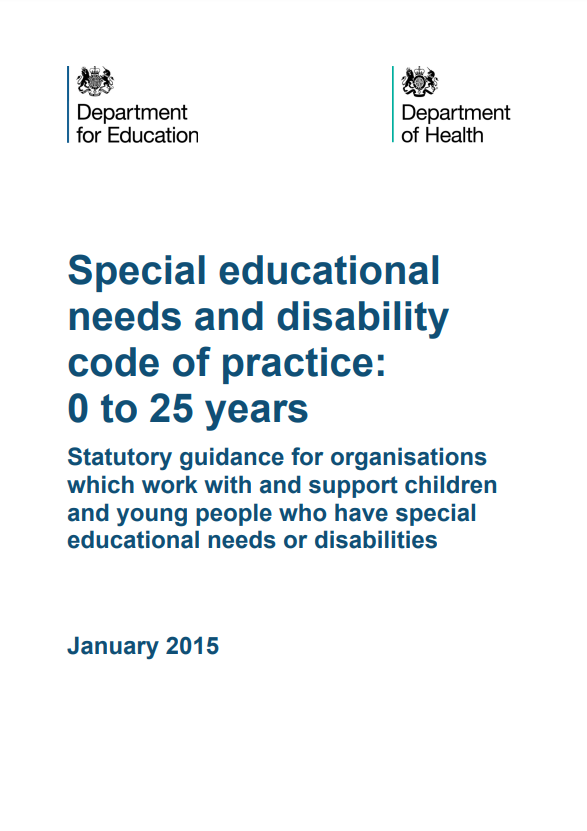 Department
for Education
Department
of Health
Special educational
needs and disability
code of practice:
0 to 25 years
Statutory guidance for organisations
which work with and support children
and young people who have special
educational needs or disabilities
January 2015